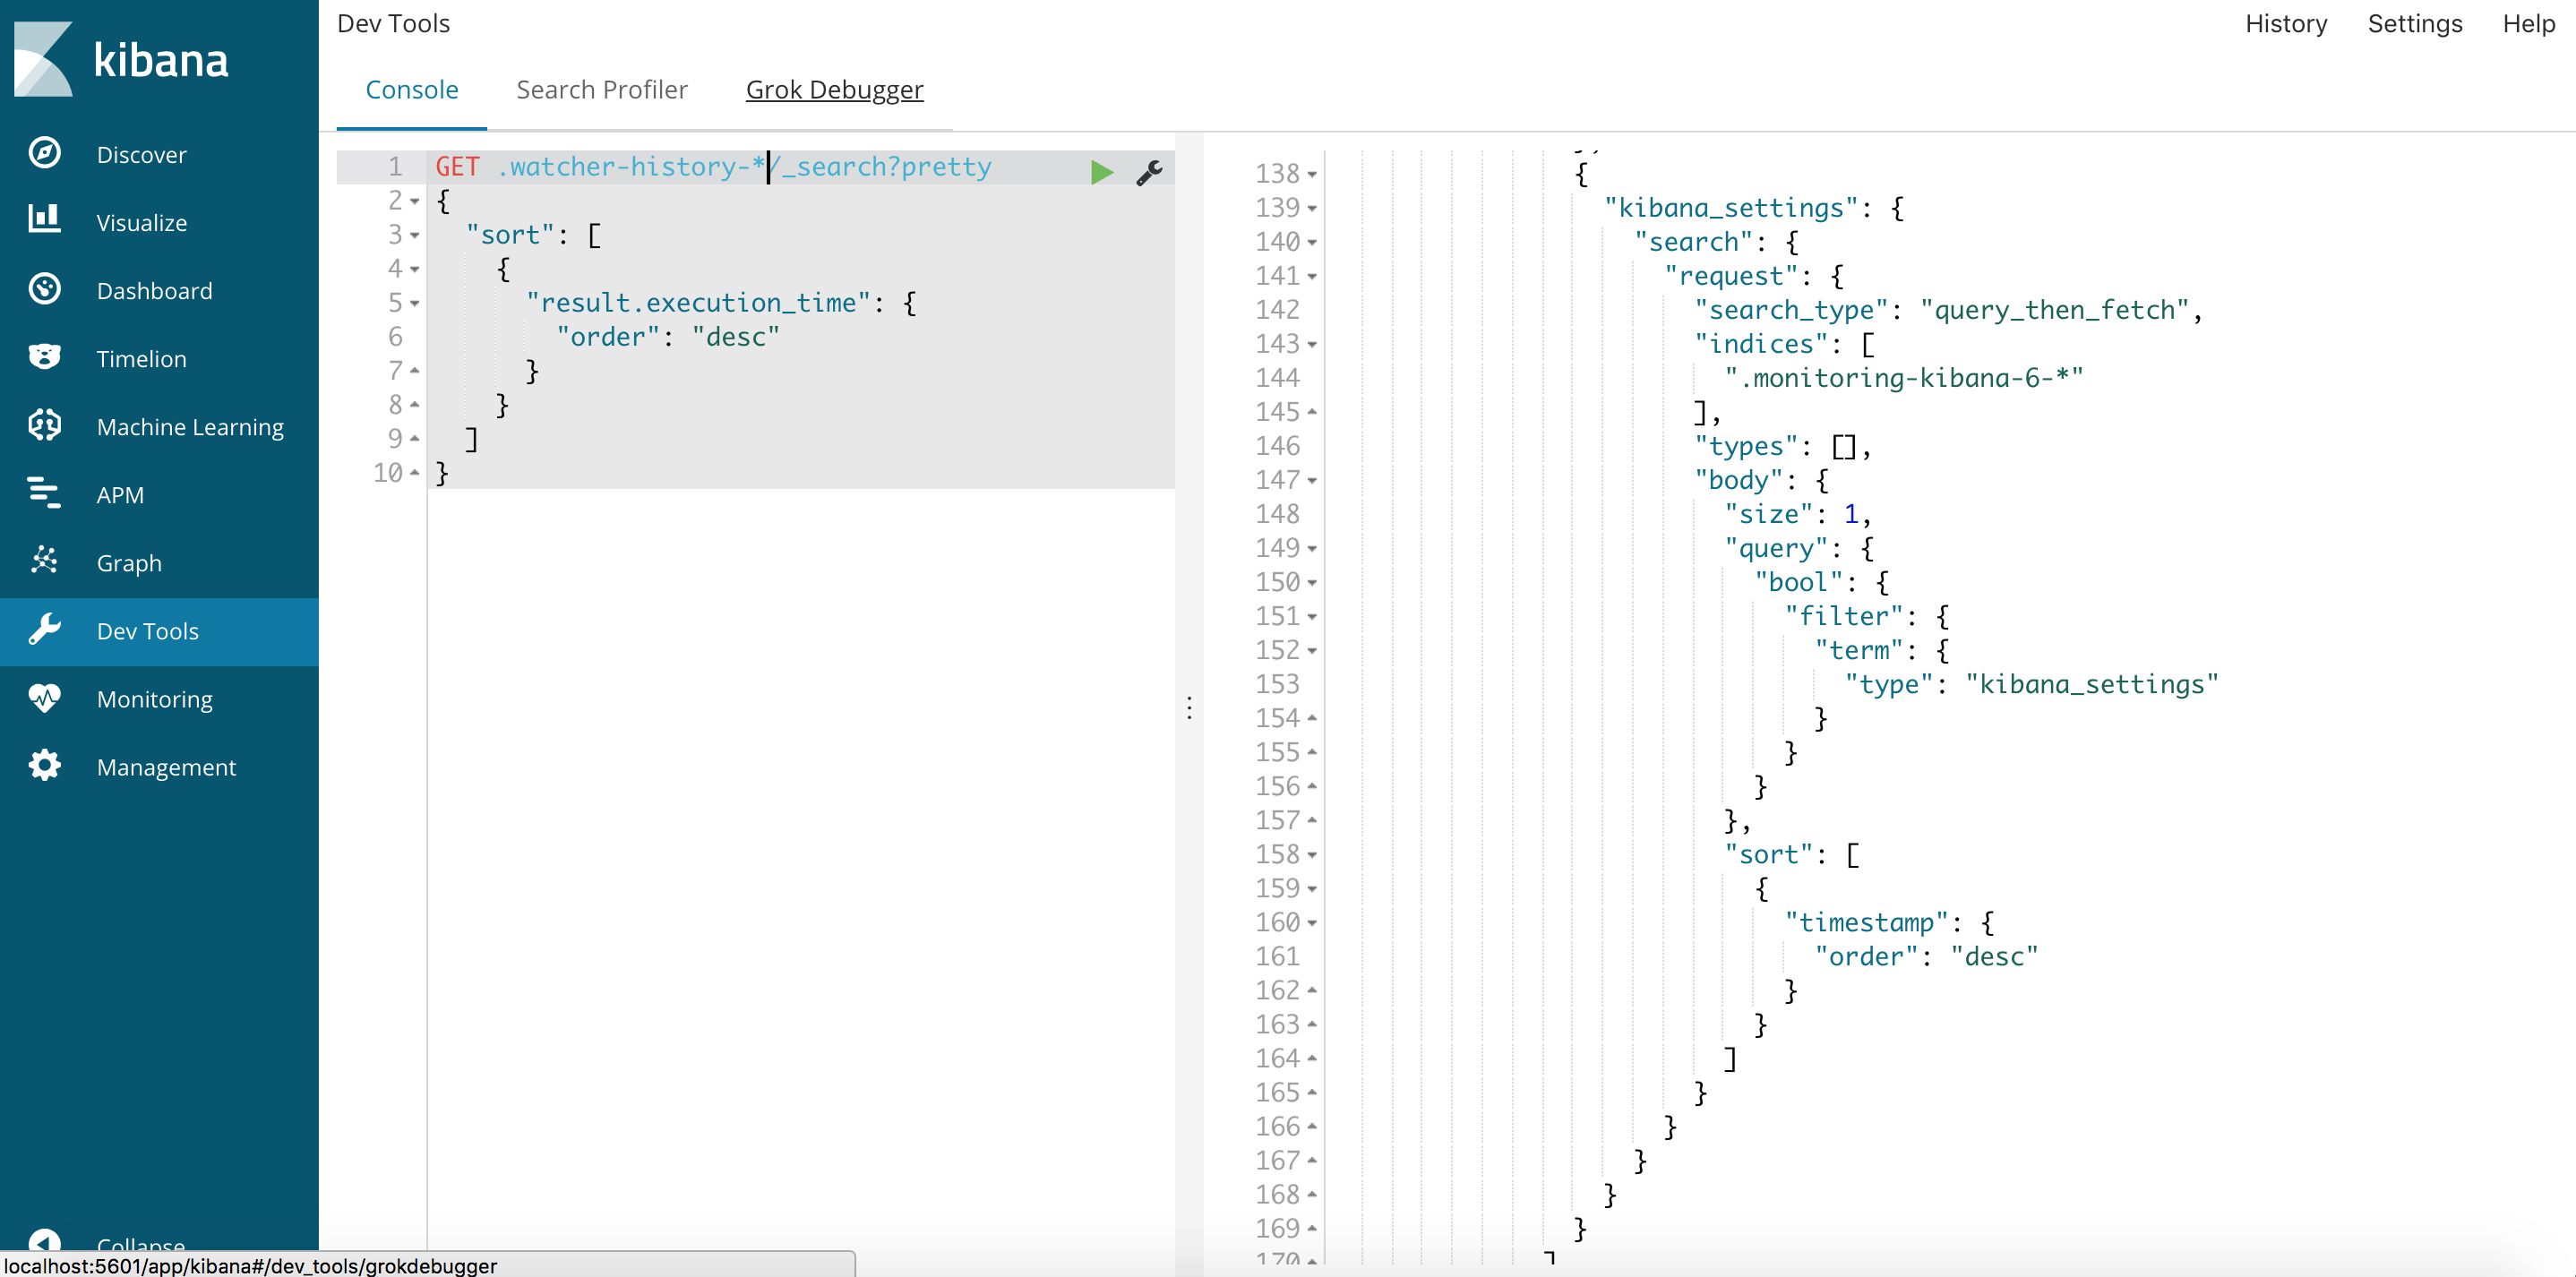 kibana
Discover
Visualize
Dashboard
Timelion
Machine Learning
APM
Graph
Dev Tools
Monitoring
Management
Collapse
localhost:5601/app/kibana#/dev_tools/grokdebugger
Dev Tools
History Settings Help
Console Search Profiler Grok Debugger
1 GET .watcher-history-*/_search?pretty
2 {
3 "sort": [
4 {
5 "result.execution_time": {
6 "order": "desc"
7 }
8 }
9 ]
10 }
138 {
139 "kibana_settings": {
140 "search": {
141 "request": {
142 "search_type": "query_then_fetch",
143 "indices": [
144 ".monitoring-kibana-6-*"
145 ],
146 "types": [],
147 "body": {
148 "size": 1,
149 "query": {
150 "bool": {
151 "filter": {
152 "term": {
153 "type": "kibana_settings"
154 }
155 }
156 }
157 },
158 "sort": [
159 {
160 "timestamp": {
161 "order": "desc"
162 }
163 }
164 ]
165 }
166 }
167 }
168 }
169 }
170 ]